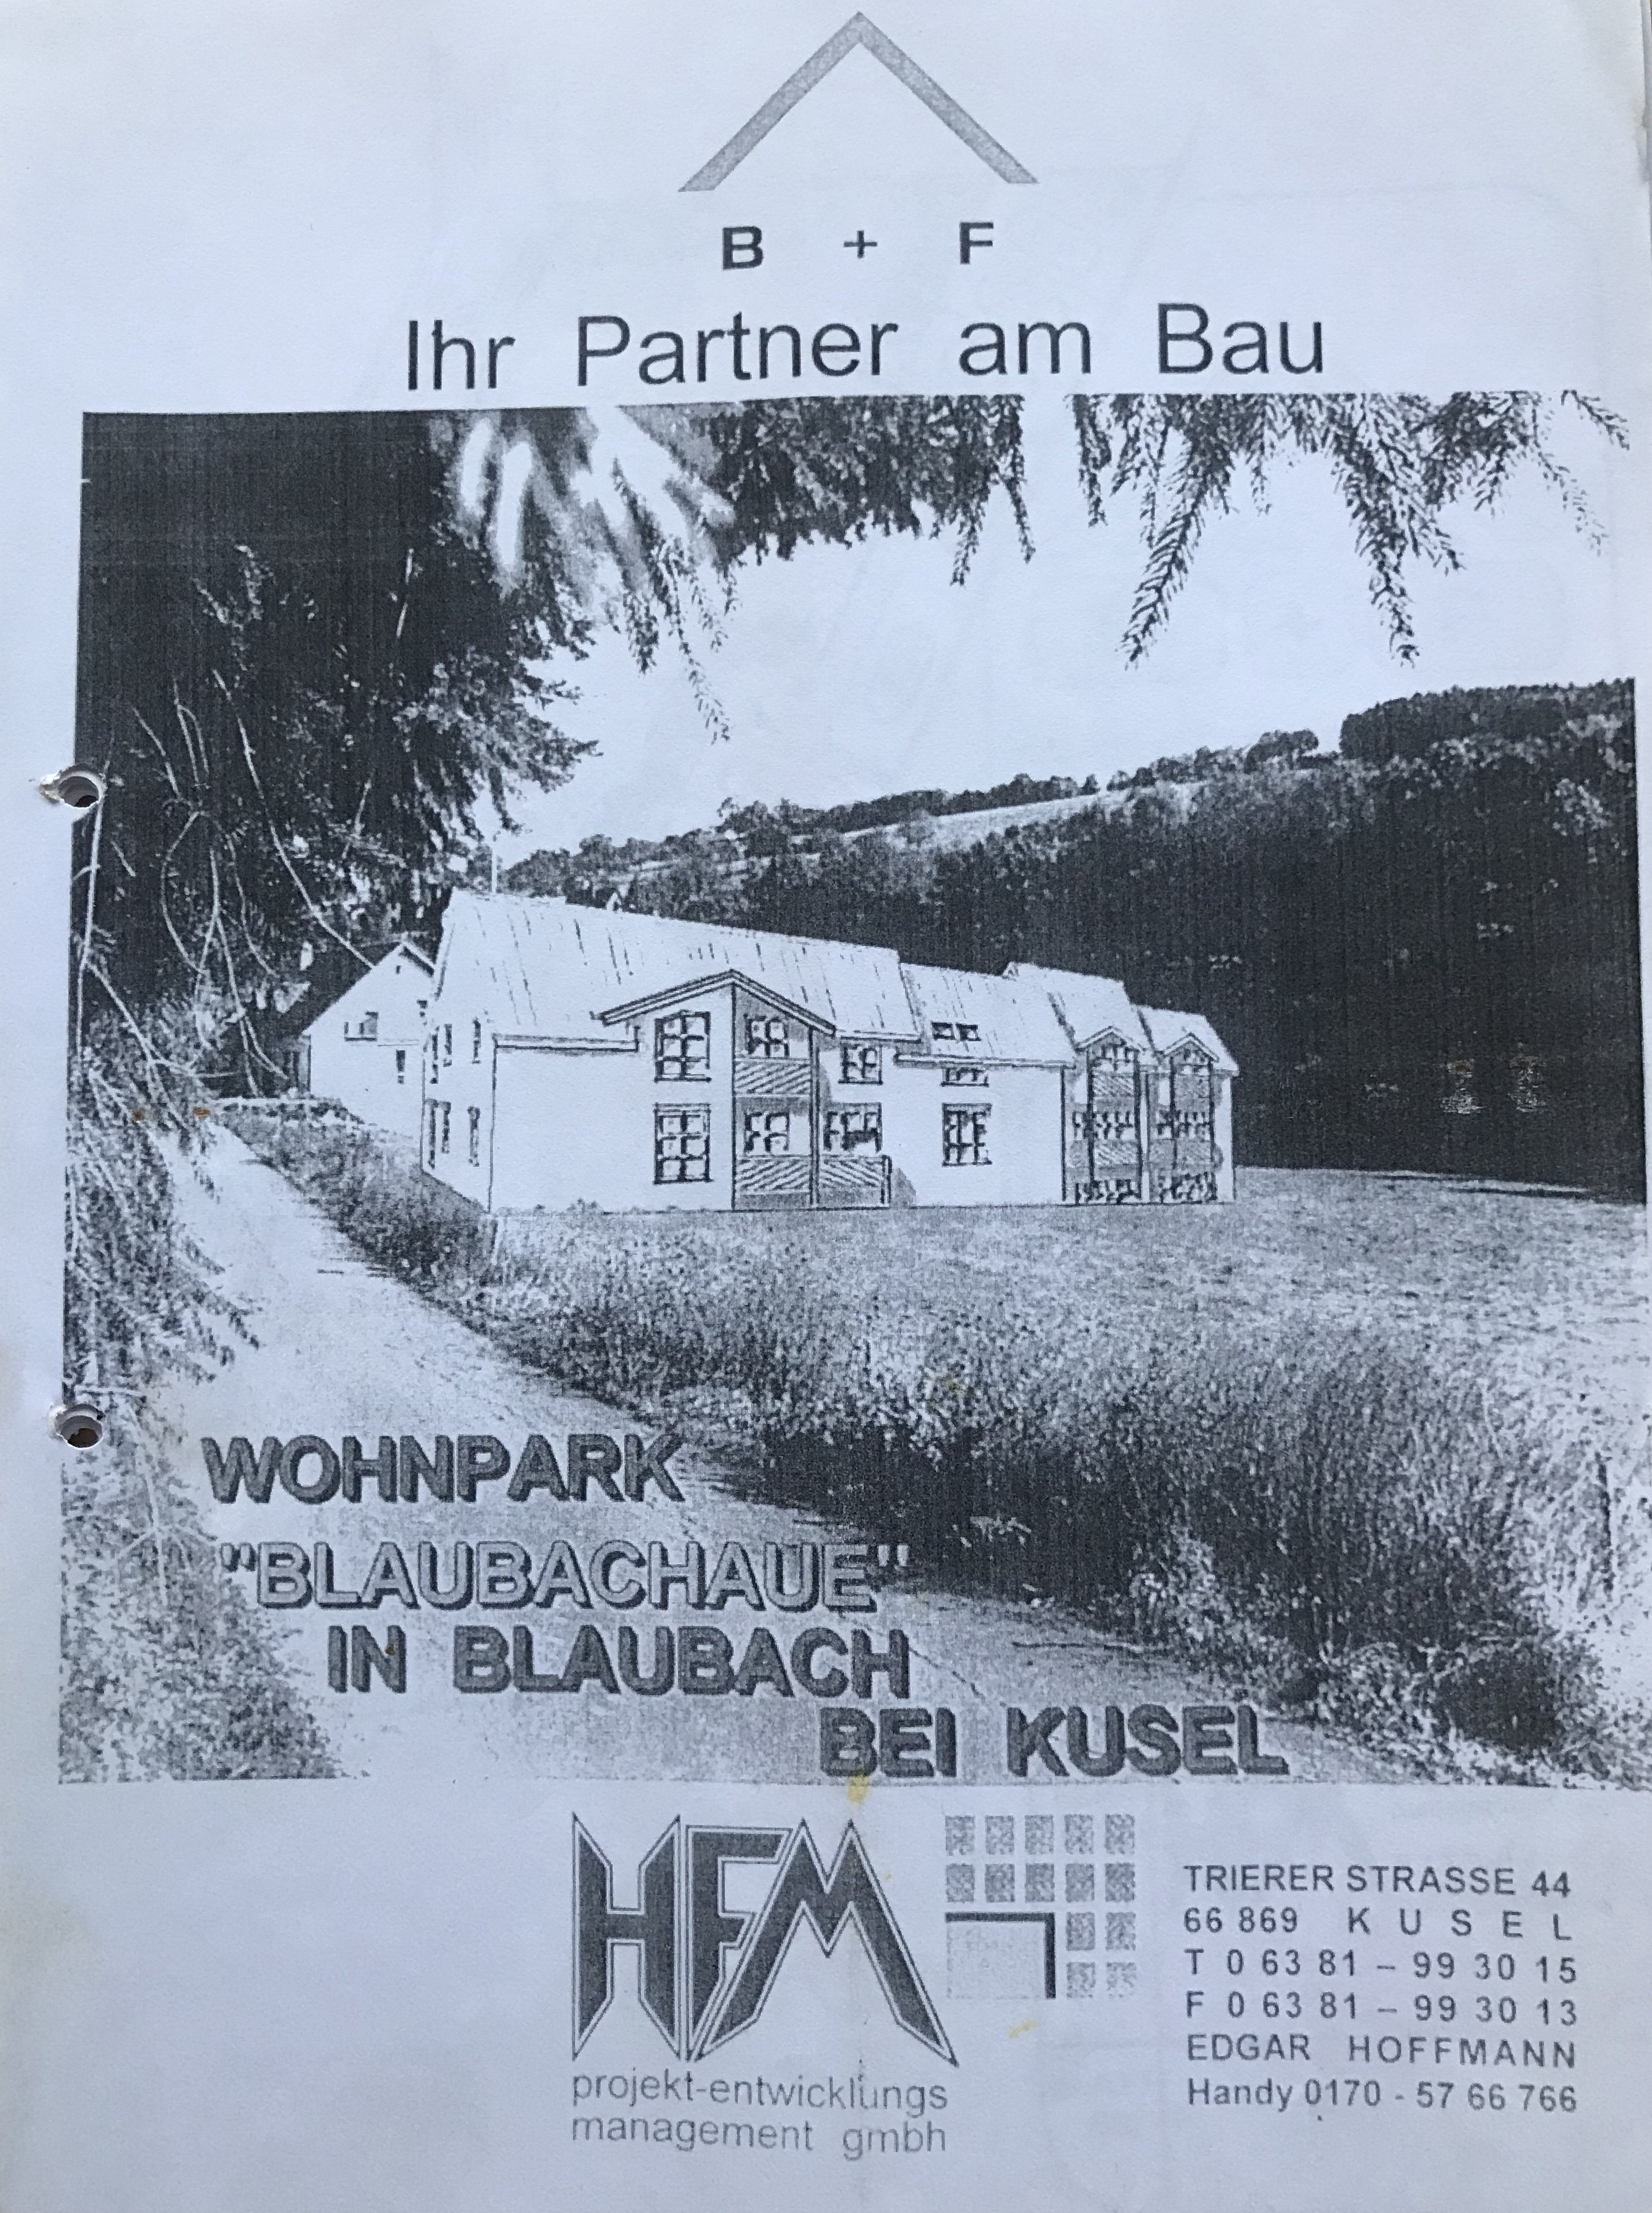 B + F
Ihr Partner am Bau
WOHNPARK
"BLAUBACHAUE"
IN BLAUBACH
BEI KUSEL
HFM
projekt-entwicklungs
management gmbh
TRIERER STRASSE 44
66 869 K U S E L
T 0 63 81 – 99 30 15
F 0 63 81 – 99 30 13
EDGAR HOFFMANN
Handy 0170 - 57 66 766